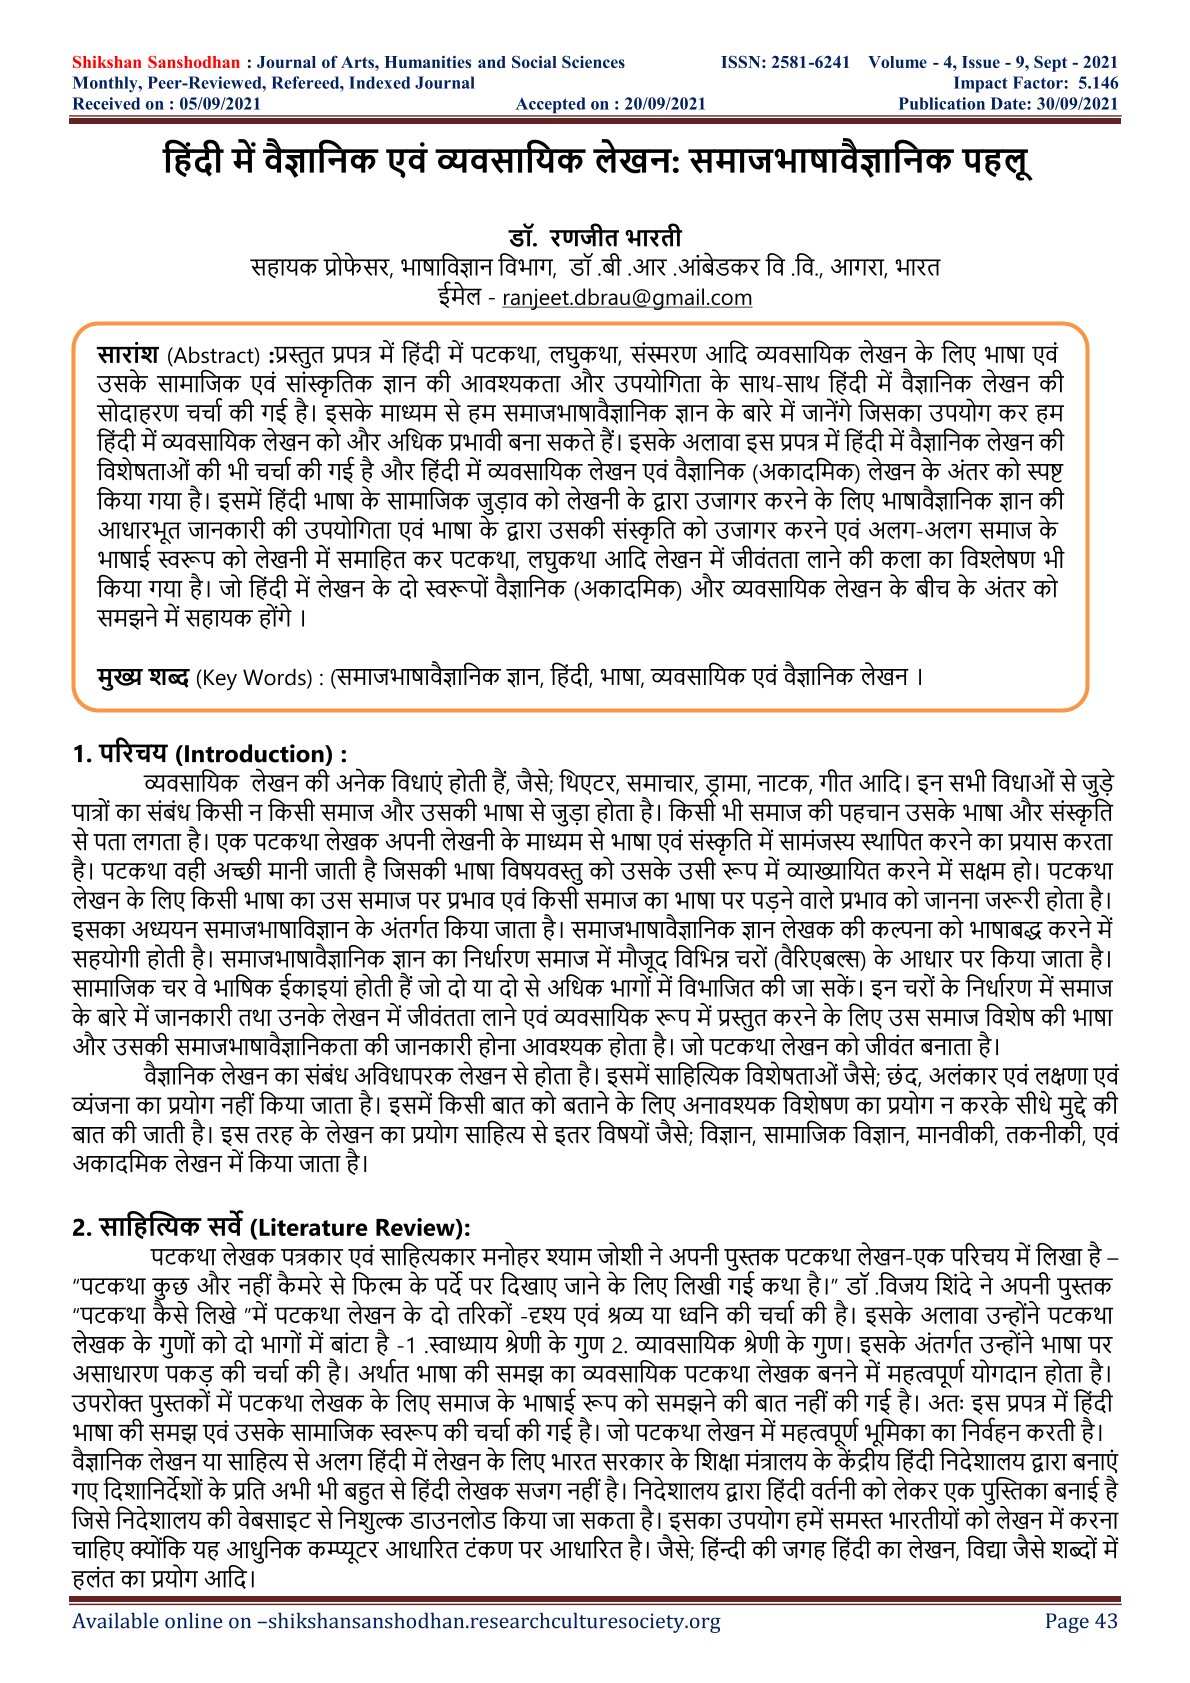 Shikshan Sanshodhan : Journal of Arts, Humanities and Social Sciences ISSN: 2581-6241 Volume - 4, Issue - 9, Sept - 2021
Monthly, Peer-Reviewed, Refereed, Indexed Journal Impact Factor: 5.146
Received on : 05/09/2021 Accepted on : 20/09/2021 Publication Date: 30/09/2021
हिंदी में वैज्ञानिक एवं व्यवसायिक लेखन: समाजभाषावैज्ञानिक पहलू
डॉ. रणजीत भारती
सहायक प्रोफेसर, भाषाविज्ञान विभाग, डॉ .बी .आर .आंबेडकर वि .वि., आगरा, भारत
ईमेल - ranjeet.dbrau@gmail.com
सारांश (Abstract) :प्रस्तुत प्रपत्र में हिंदी में पटकथा, लघुकथा, संस्मरण आदि व्यवसायिक लेखन के लिए भाषा एवं
उसके सामाजिक एवं सांस्कृतिक ज्ञान की आवश्यकता और उपयोगिता के साथ-साथ हिंदी में वैज्ञानिक लेखन की
सोदाहरण चर्चा की गई है। इसके माध्यम से हम समाजभाषावैज्ञानिक ज्ञान के बारे में जानेंगे जिसका उपयोग कर हम
हिंदी में व्यवसायिक लेखन को और अधिक प्रभावी बना सकते हैं। इसके अलावा इस प्रपत्र में हिंदी में वैज्ञानिक लेखन की
विशेषताओं की भी चर्चा की गई है और हिंदी में व्यवसायिक लेखन एवं वैज्ञानिक (अकादमिक) लेखन के अंतर को स्पष्ट
किया गया है। इसमें हिंदी भाषा के सामाजिक जुड़ाव को लेखनी के द्वारा उजागर करने के लिए भाषावैज्ञानिक ज्ञान की
आधारभूत जानकारी की उपयोगिता एवं भाषा के द्वारा उसकी संस्कृति को उजागर करने एवं अलग-अलग समाज के
भाषाई स्वरूप को लेखनी में समाहित कर पटकथा, लघुकथा आदि लेखन में जीवंतता लाने की कला का विश्लेषण भी
किया गया है। जो हिंदी में लेखन के दो स्वरूपों वैज्ञानिक (अकादमिक) और व्यवसायिक लेखन के बीच के अंतर को
समझने में सहायक होंगे ।
मुख्य शब्द (Key Words) : (समाजभाषावैज्ञानिक ज्ञान, हिंदी, भाषा, व्यवसायिक एवं वैज्ञानिक लेखन ।
1. परिचय (Introduction) :
व्यवसायिक लेखन की अनेक विधाएं होती हैं, जैसे; थिएटर, समाचार, ड्रामा, नाटक, गीत आदि। इन सभी विधाओं से जुड़े
पात्रों का संबंध किसी न किसी समाज और उसकी भाषा से जुड़ा होता है। किसी भी समाज की पहचान उसके भाषा और संस्कृति
से पता लगता है। एक पटकथा लेखक अपनी लेखनी के माध्यम से भाषा एवं संस्कृति में सामंजस्य स्थापित करने का प्रयास करता
है। पटकथा वही अच्छी मानी जाती है जिसकी भाषा विषयवस्तु को उसके उसी रूप में व्याख्यायित करने में सक्षम हो। पटकथा
लेखन के लिए किसी भाषा का उस समाज पर प्रभाव एवं किसी समाज का भाषा पर पड़ने वाले प्रभाव को जानना जरूरी होता है।
इसका अध्ययन समाजभाषाविज्ञान के अंतर्गत किया जाता है। समाजभाषावैज्ञानिक ज्ञान लेखक की कल्पना को भाषाबद्ध करने में
सहयोगी होती है। समाजभाषावैज्ञानिक ज्ञान का निर्धारण समाज में मौजूद विभिन्न चरों (वैरिएबल्स) के आधार पर किया जाता है।
सामाजिक चर वे भाषिक ईकाइयां होती हैं जो दो या दो से अधिक भागों में विभाजित की जा सकें। इन चरों के निर्धारण में समाज
के बारे में जानकारी तथा उनके लेखन में जीवंतता लाने एवं व्यवसायिक रूप में प्रस्तुत करने के लिए उस समाज विशेष की भाषा
और उसकी समाजभाषावैज्ञानिकता की जानकारी होना आवश्यक होता है। जो पटकथा लेखन को जीवंत बनाता है।
वैज्ञानिक लेखन का संबंध अविधापरक लेखन से होता है। इसमें साहित्यिक विशेषताओं जैसे; छंद, अलंकार एवं लक्षणा एवं
व्यंजना का प्रयोग नहीं किया जाता है। इसमें किसी बात को बताने के लिए अनावश्यक विशेषण का प्रयोग न करके सीधे मुद्दे की
बात की जाती है। इस तरह के लेखन का प्रयोग साहित्य से इतर विषयों जैसे; विज्ञान, सामाजिक विज्ञान, मानवीकी, तकनीकी, एवं
अकादमिक लेखन में किया जाता है।
2. साहित्यिक सर्वे (Literature Review):
पटकथा लेखक पत्रकार एवं साहित्यकार मनोहर श्याम जोशी ने अपनी पुस्तक पटकथा लेखन-एक परिचय में लिखा है –
“पटकथा कुछ और नहीं कैमरे से फिल्म के पर्दे पर दिखाए जाने के लिए लिखी गई कथा है।” डॉ .विजय शिंदे ने अपनी पुस्तक
“पटकथा कैसे लिखे ”में पटकथा लेखन के दो तरिकों -दृश्य एवं श्रव्य या ध्वनि की चर्चा की है। इसके अलावा उन्होंने पटकथा
लेखक के गुणों को दो भागों में बांटा है -1 .स्वाध्याय श्रेणी के गुण 2. व्यावसायिक श्रेणी के गुण। इसके अंतर्गत उन्होंने भाषा पर
असाधारण पकड़ की चर्चा की है। अर्थात भाषा की समझ का व्यवसायिक पटकथा लेखक बनने में महत्वपूर्ण योगदान होता है।
उपरोक्त पुस्तकों में पटकथा लेखक के लिए समाज के भाषाई रूप को समझने की बात नहीं की गई है। अतः इस प्रपत्र में हिंदी
भाषा की समझ एवं उसके सामाजिक स्वरूप की चर्चा की गई है। जो पटकथा लेखन में महत्वपूर्ण भूमिका का निर्वहन करती है।
वैज्ञानिक लेखन या साहित्य से अलग हिंदी में लेखन के लिए भारत सरकार के शिक्षा मंत्रालय के केंद्रीय हिंदी निदेशालय द्वारा बनाएं
गए दिशानिर्देशों के प्रति अभी भी बहुत से हिंदी लेखक सजग नहीं है। निदेशालय द्वारा हिंदी वर्तनी को लेकर एक पुस्तिका बनाई है
जिसे निदेशालय की वेबसाइट से निशुल्क डाउनलोड किया जा सकता है। इसका उपयोग हमें समस्त भारतीयों को लेखन में करना
चाहिए क्योंकि यह आधुनिक कम्प्यूटर आधारित टंकण पर आधारित है। जैसे; हिन्दी की जगह हिंदी का लेखन, विद्या जैसे शब्दों में
हलंत का प्रयोग आदि।
Available online on –shikshansanshodhan.researchculturesociety.org Page 43